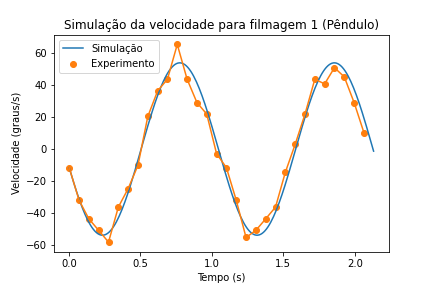 Simulação da velocidade para filmagem 1 (Pêndulo)
Simulação
Experimento
Velocidade (graus/s)
60
40
20
0
−20
−40
−60
0.0 0.5 1.0 1.5 2.0
Tempo (s)